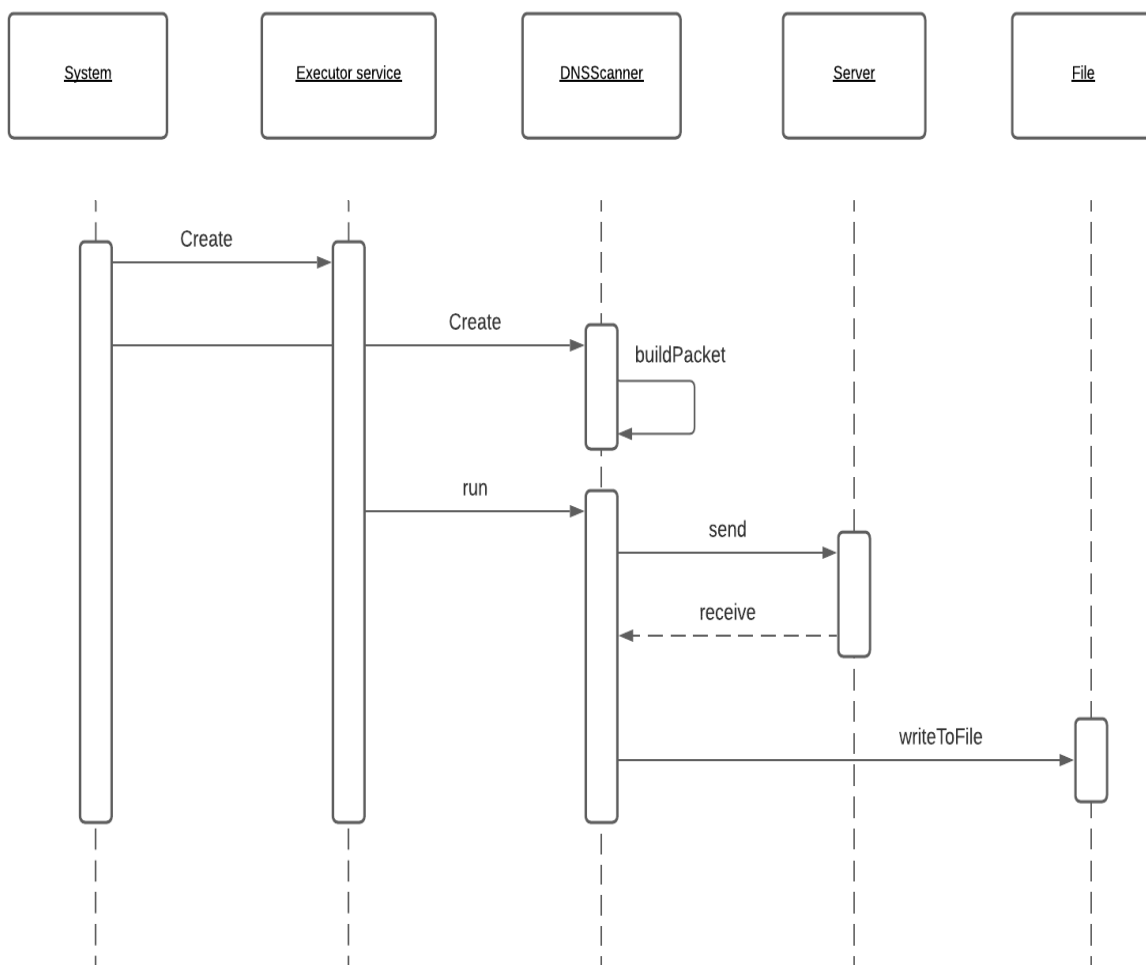 System
Executor service
DNSScanner
Server
File
Create
Create
buildPacket
run
send
receive
writeToFile